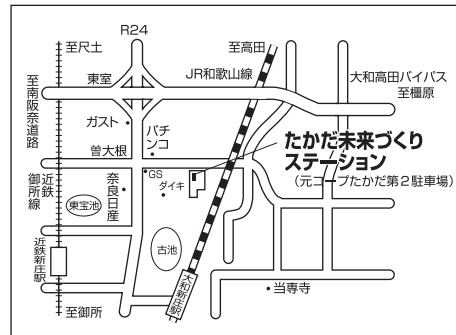 R24
至尺土
至高田
東室
JR和歌山線
大和高田バイパス
至橿原
至南阪奈道路
ガスト
パチンコ
曽大根
たかだ未来づくり
ステーション
（元コープたかだ第2駐車場）
近鉄
御所線
奈良日産
GS
ダイキ
東宝池
古池
近鉄新庄駅
大和新庄駅
当専寺
至御所